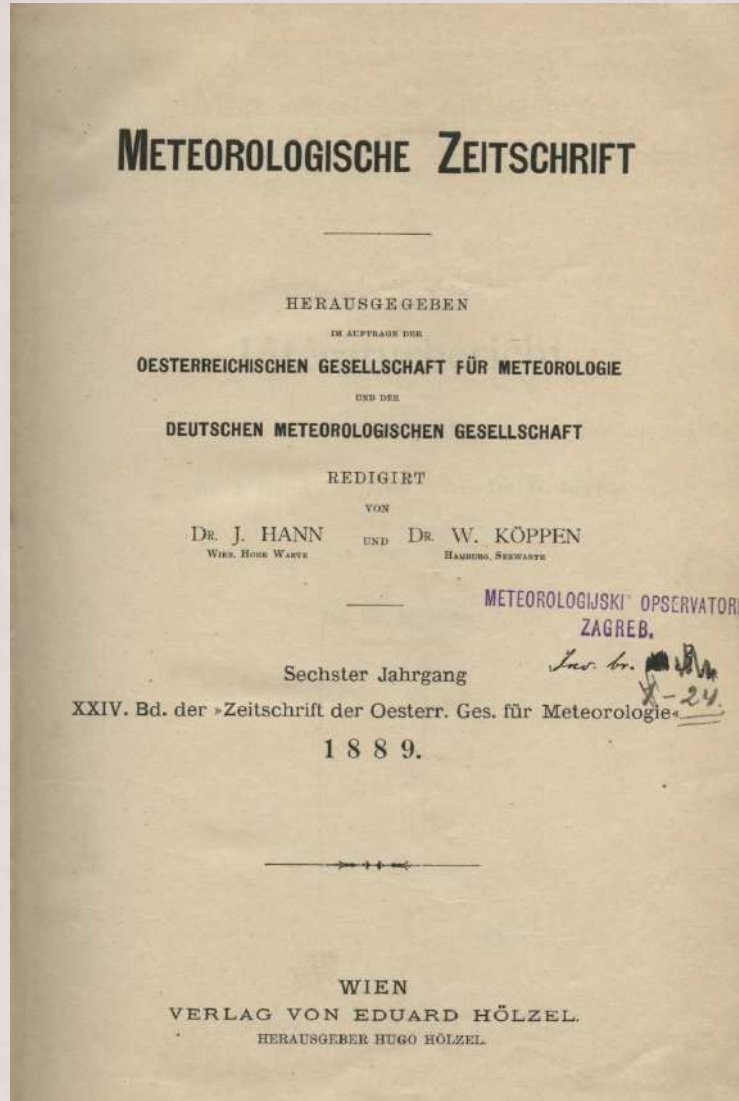 METEOROLOGISCHE ZEITSCHRIFT
HERAUSGEGEBEN
IM AUFTRAGE DER
OESTERREICHISCHEN GESELLSCHAFT FÜR METEOROLOGIE
UND DER
DEUTSCHEN METEOROLOGISCHEN GESELLSCHAFT
REDIGIRT
VON
DR. J. HANN UND DR. W. KÖPPEN
WIEN, HOHE WARTE HAMBURG, SEEWARTE
METEOROLOGIJSKI OPSERVATORI
ZAGREB.
Inv. br.
X-24.
Sechster Jahrgang
XXIV. Bd. der »Zeitschrift der Oesterr. Ges. für Meteorologie«
1889.
WIEN
VERLAG VON EDUARD HÖLZEL.
HERAUSGEBER HUGO HÖLZEL.